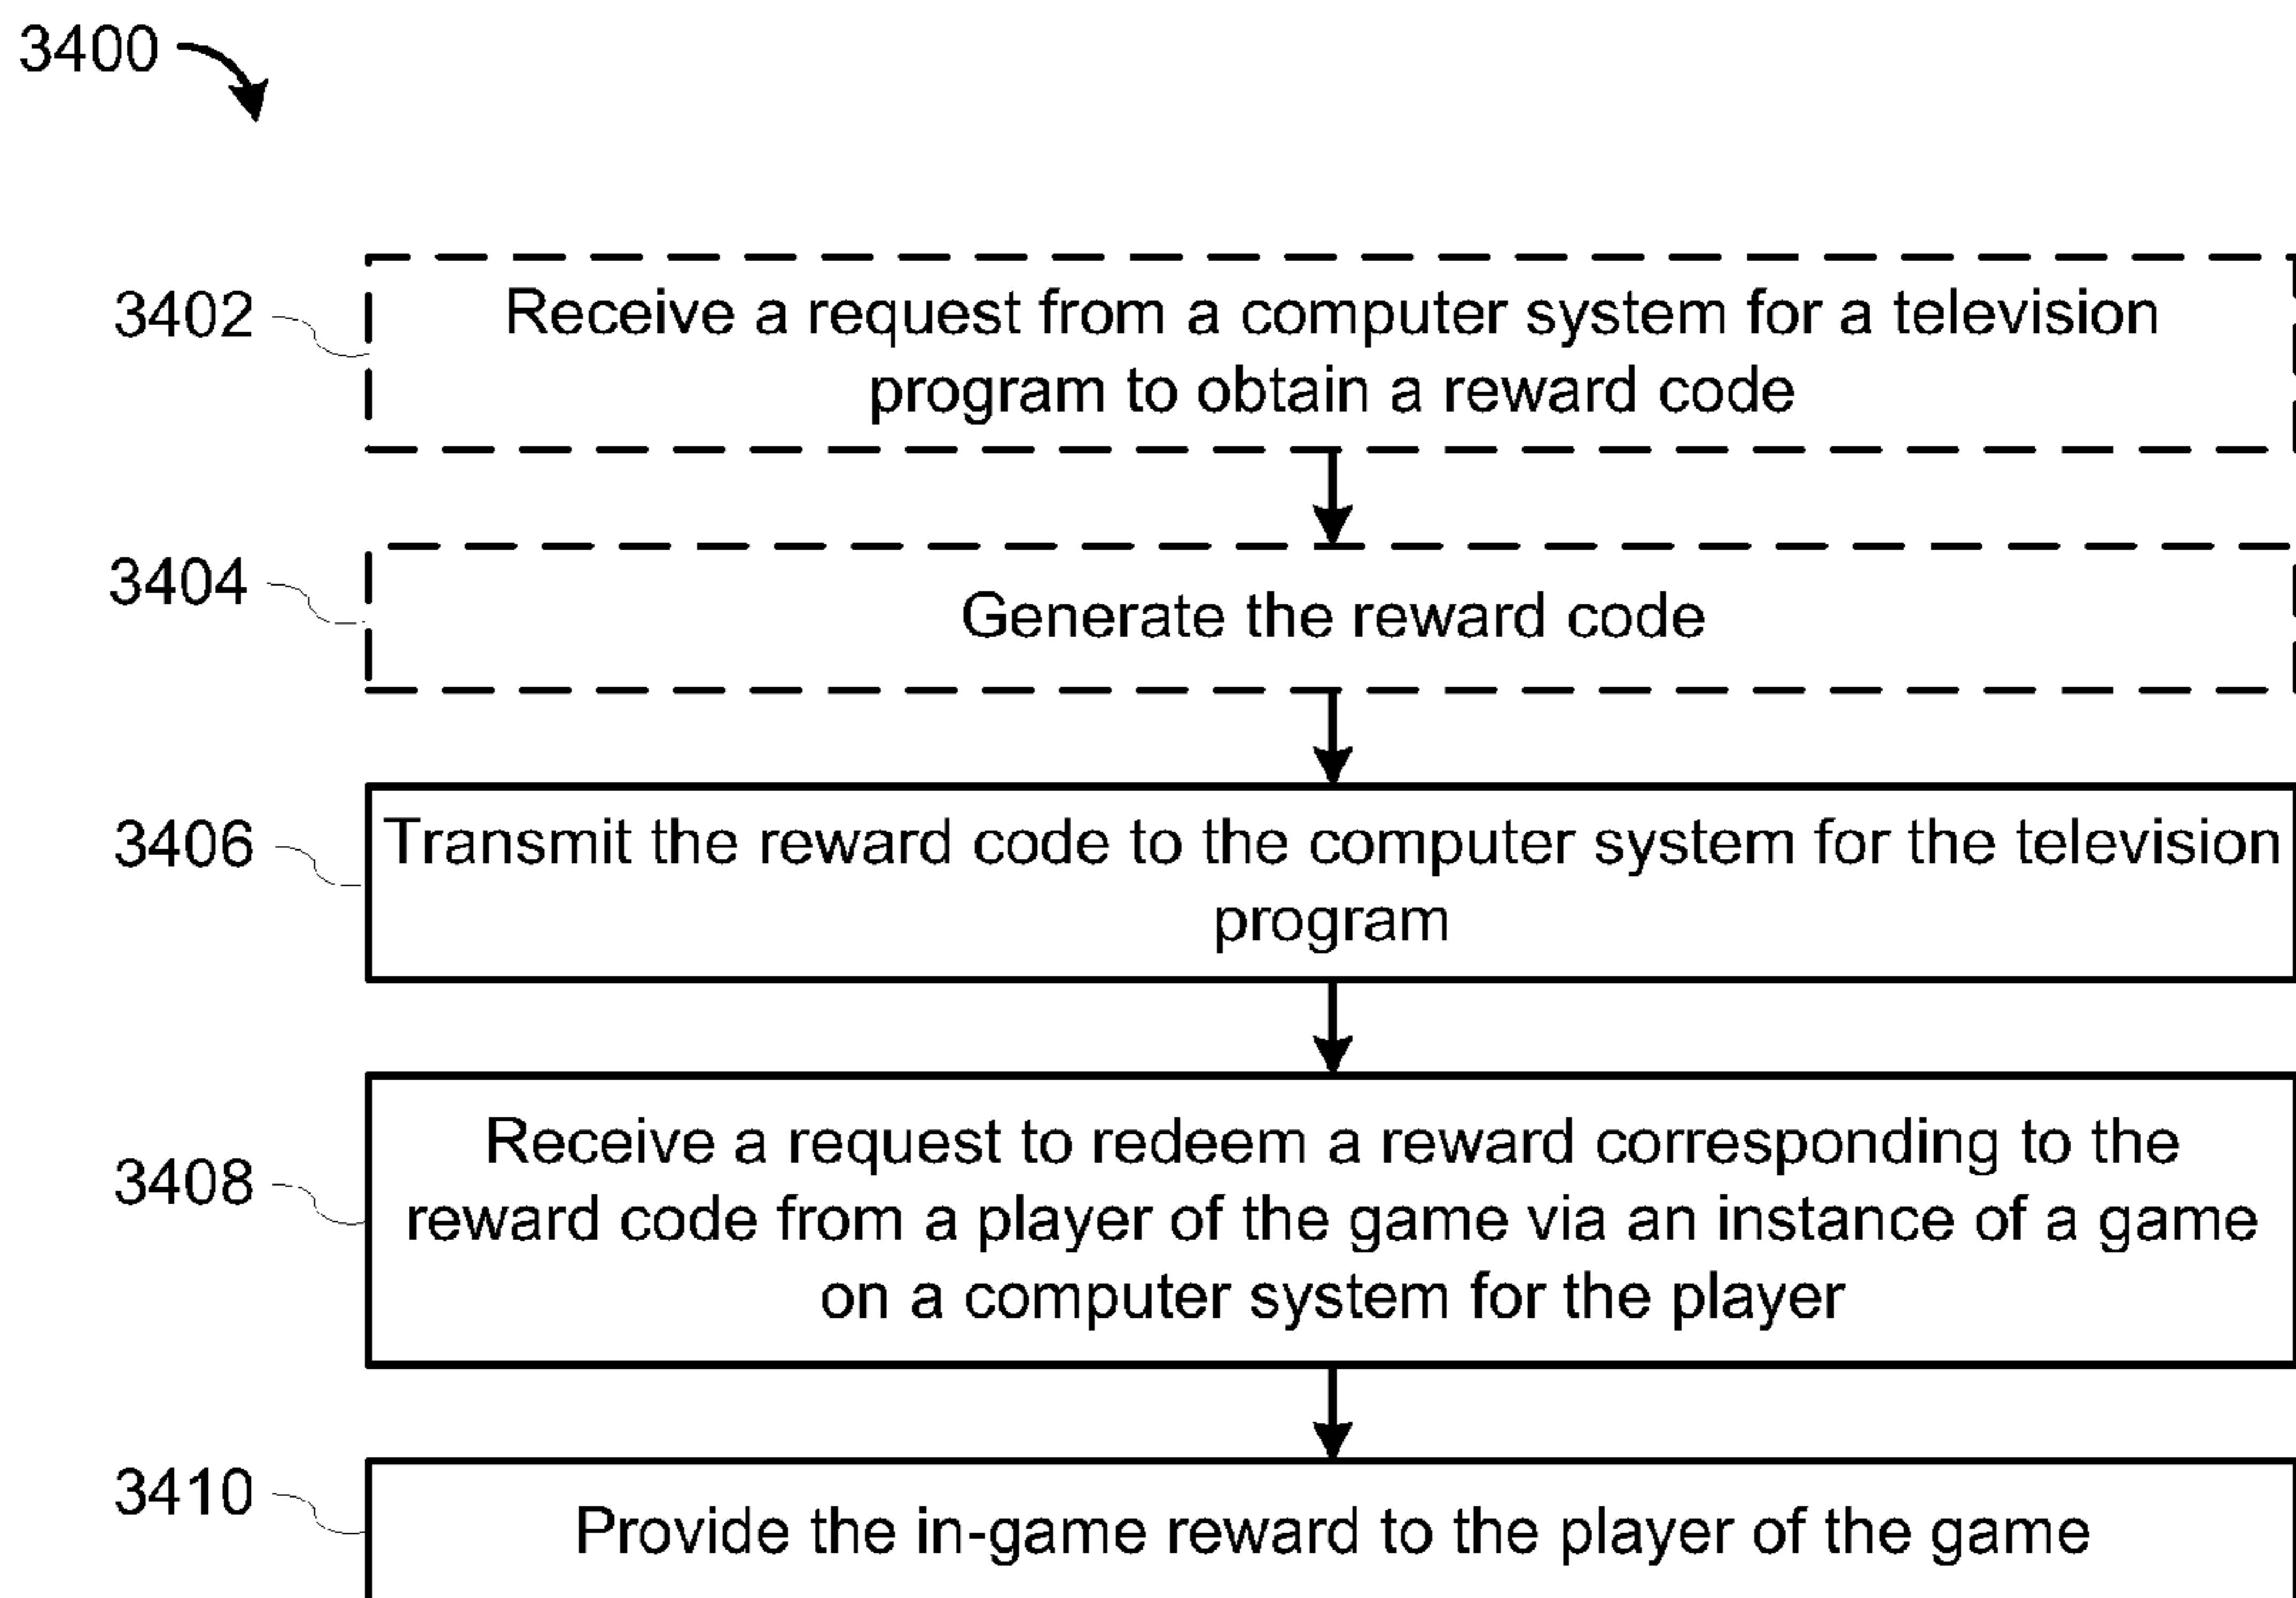 3400
3402
Receive a request from a computer system for a television
program to obtain a reward code
3404
Generate the reward code
3406
Transmit the reward code to the computer system for the television
program
3408
Receive a request to redeem a reward corresponding to the
reward code from a player of the game via an instance of a game
on a computer system for the player
3410
Provide the in-game reward to the player of the game